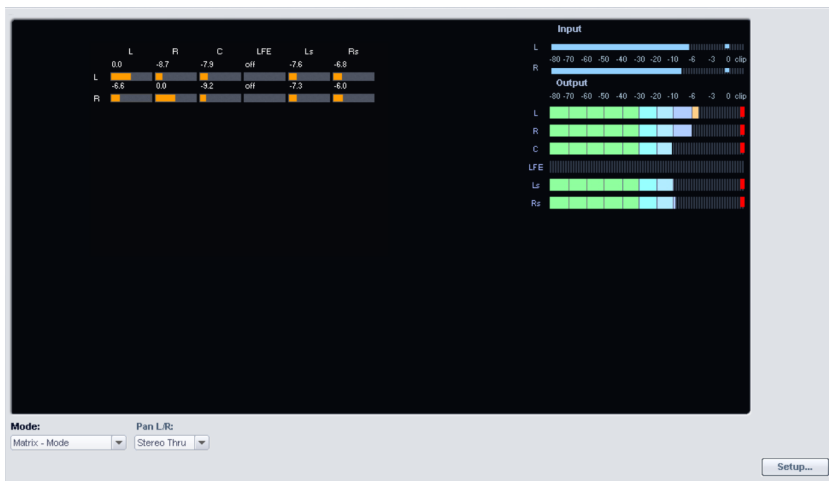 L R C LFE Ls Rs
0.0 -8.7 -7.9 off -7.6 -6.8
L
-6.6 0.0 -9.2 off -7.3 -6.0
R
Input
L
-80 -70 -60 -50 -40 -30 -20 -10 -6 -3 0 clip
R
Output
-80 -70 -60 -50 -40 -30 -20 -10 -6 -3 0 clip
L
R
C
LFE
Ls
Rs
Mode: Pan L/R:
Matrix - Mode Stereo Thru
Setup...